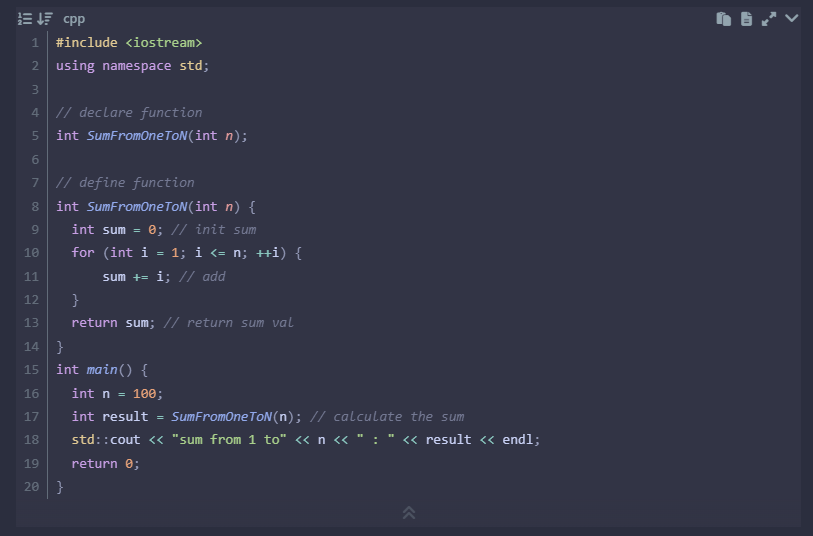 cpp
1 #include <iostream>
2 using namespace std;
3
4 // declare function
5 int SumFromOneToN(int n);
6
7 // define function
8 int SumFromOneToN(int n) {
9   int sum = 0; // init sum
10   for (int i = 1; i <= n; ++i) {
11       sum += i; // add
12   }
13   return sum; // return sum val
14 }
15 int main() {
16   int n = 100;
17   int result = SumFromOneToN(n); // calculate the sum
18   std::cout << "sum from 1 to" << n << " : " << result << endl;
19   return 0;
20 }